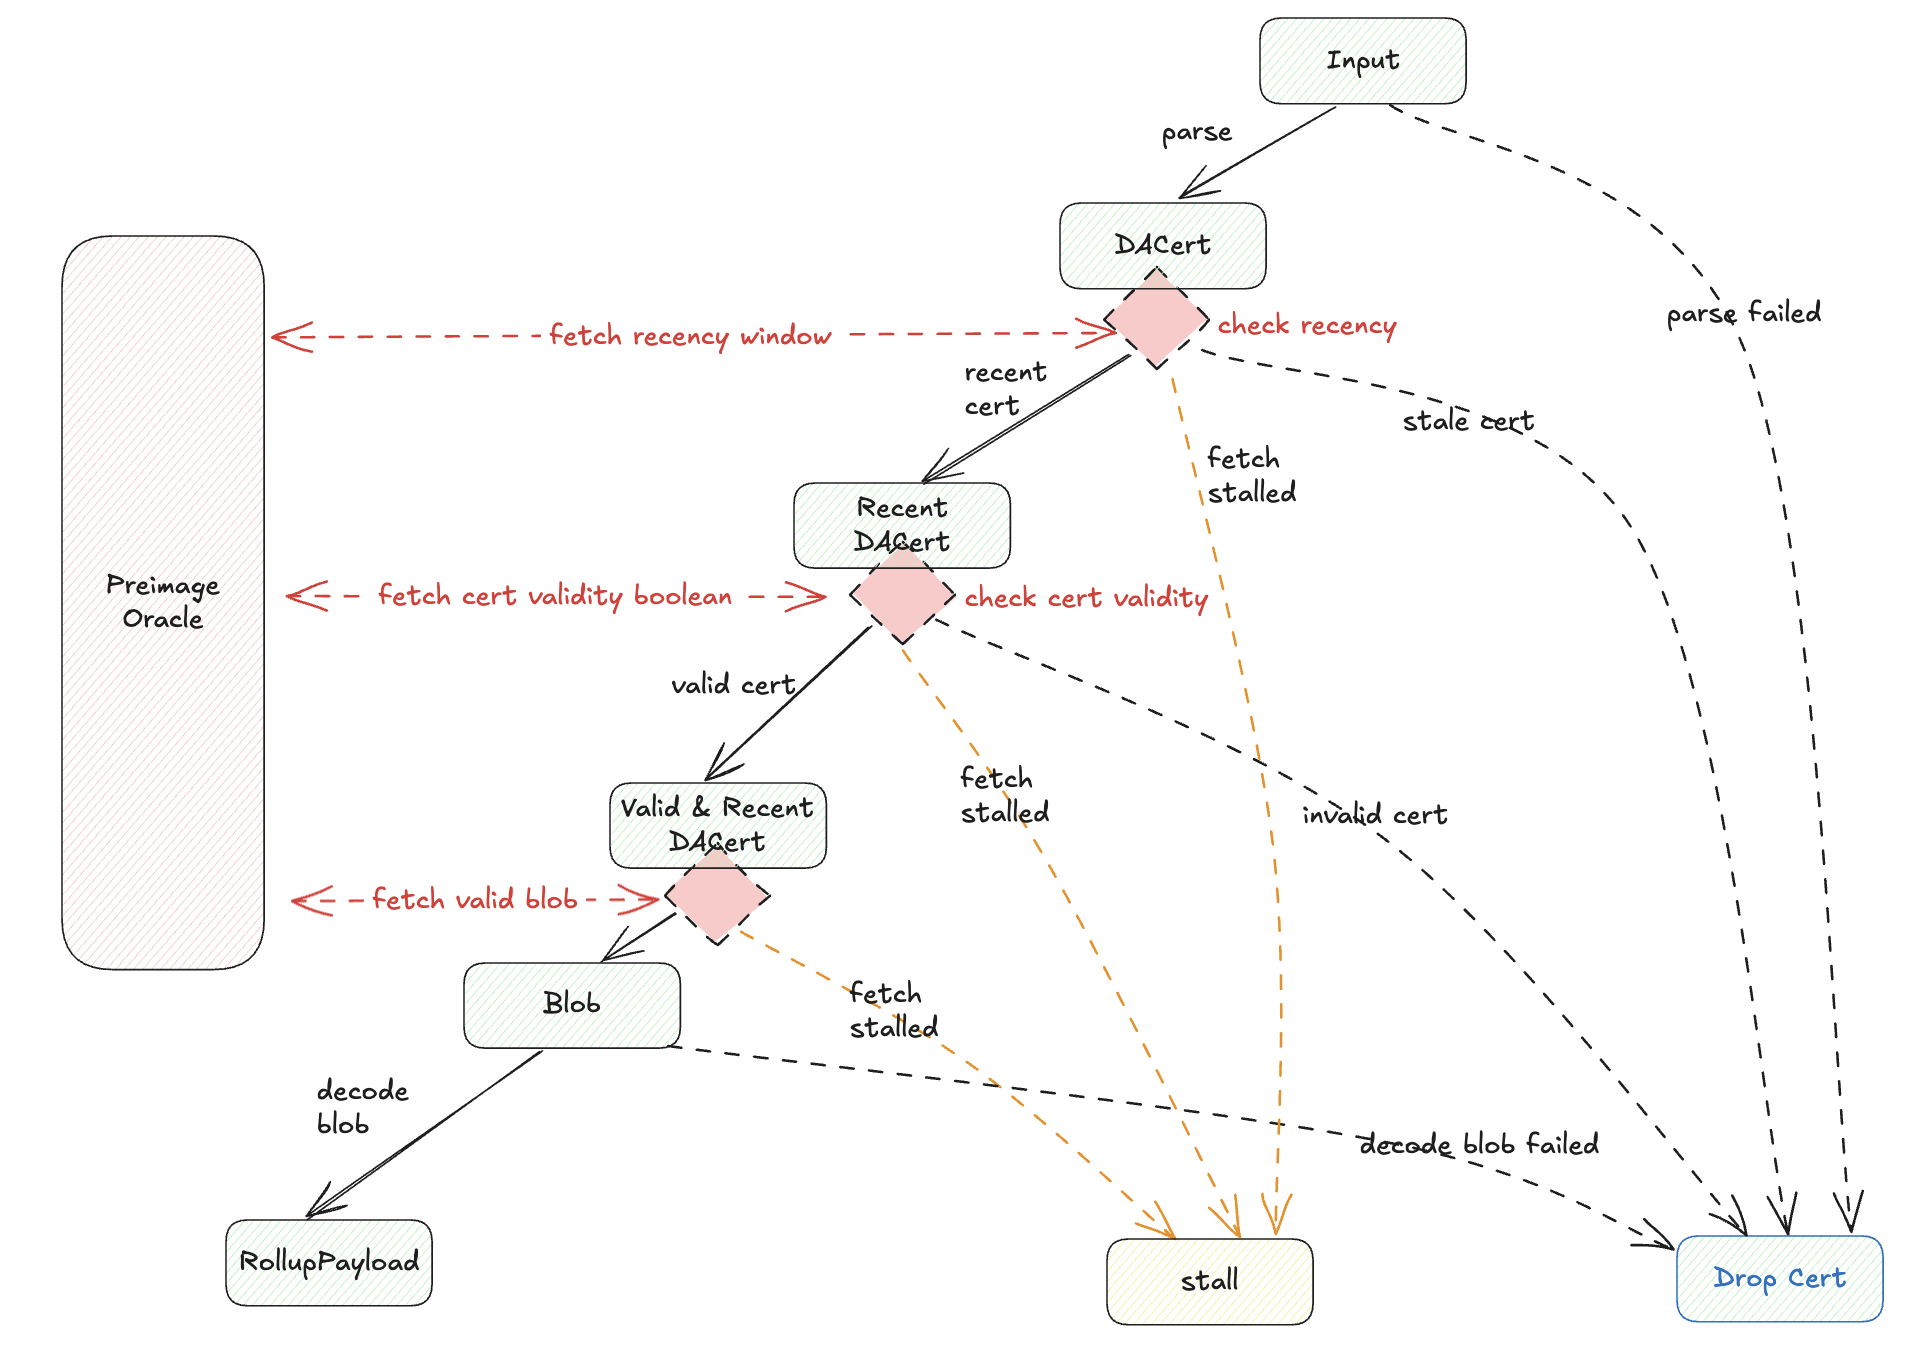 Input
parse
DACert
parse failed
fetch recency window
check recency
recent
cert
stale cert
fetch
stalled
Recent
DACert
Preimage
Oracle
fetch cert validity boolean
check cert validity
valid cert
fetch
stalled
invalid cert
Valid & Recent
DACert
fetch valid blob
Blob
fetch
stalled
decode
blob
decode blob failed
RollupPayload
stall
Drop Cert